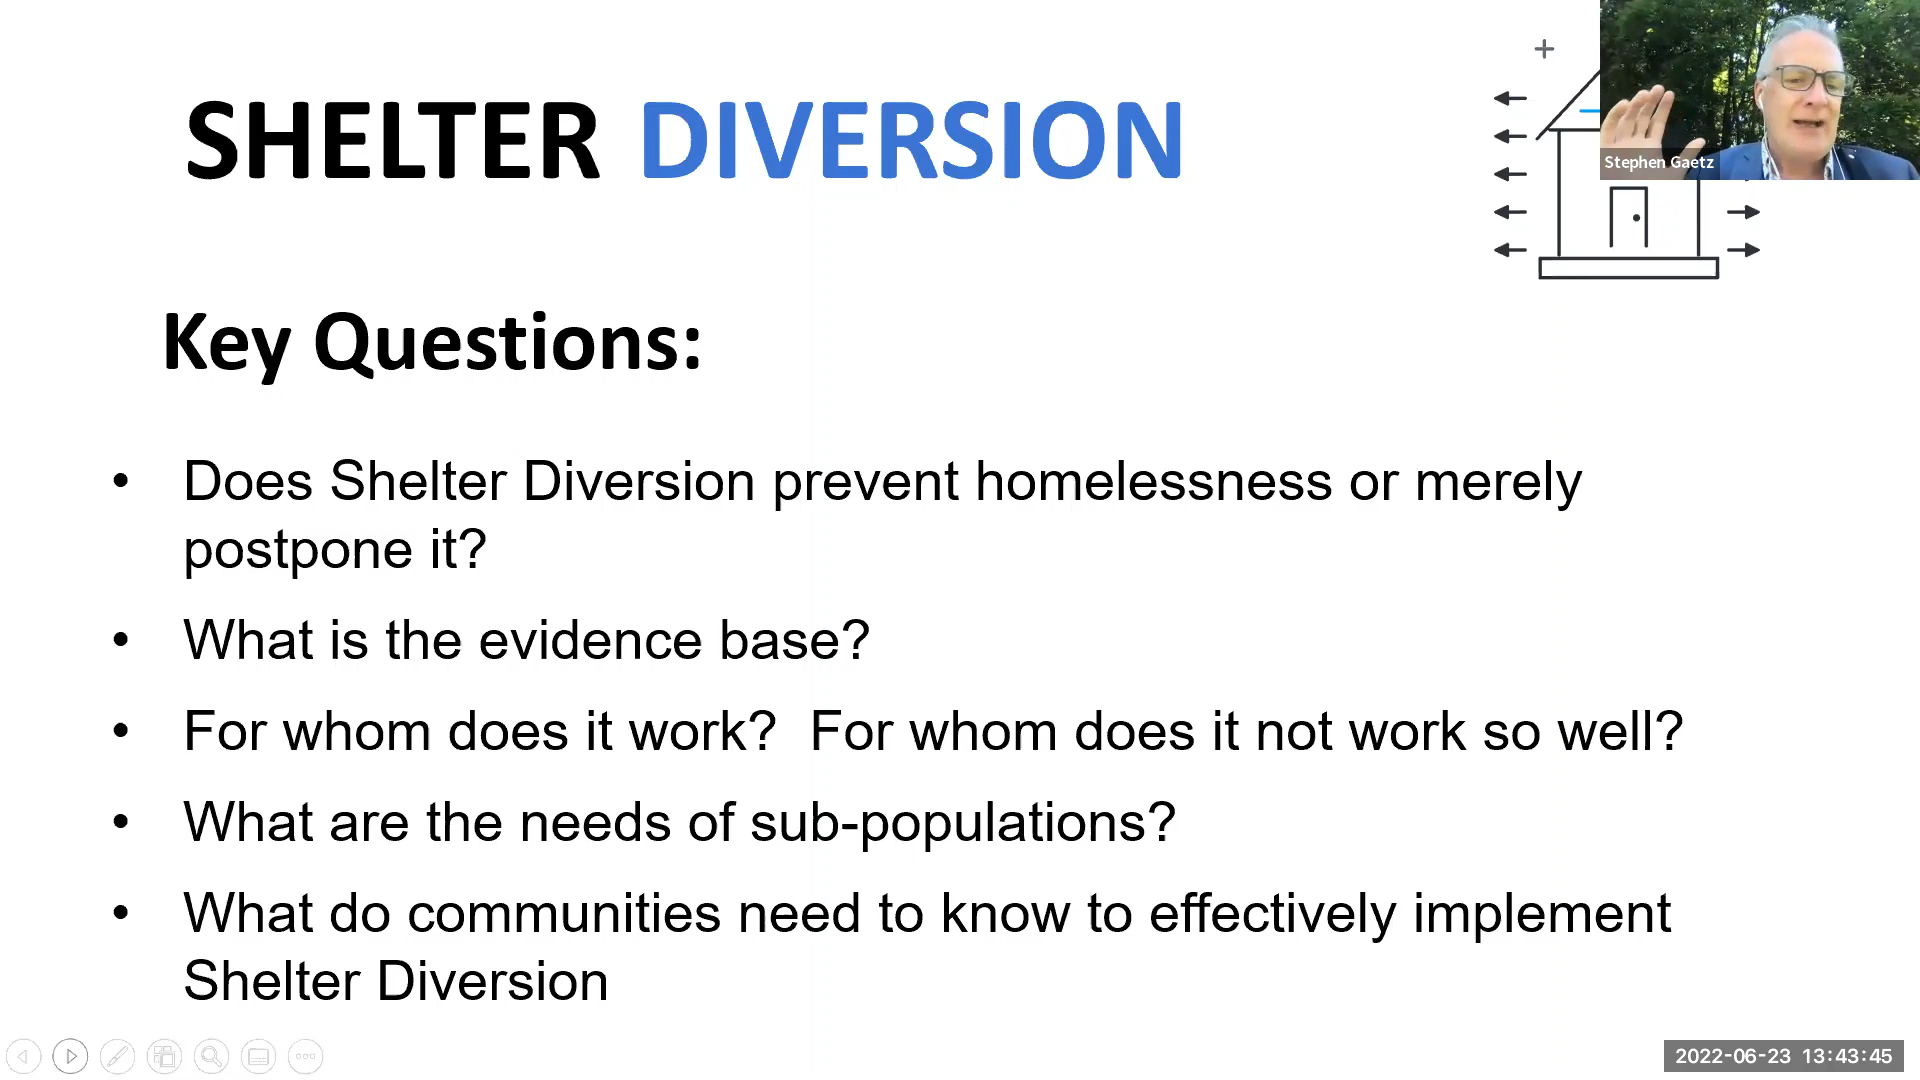 SHELTER DIVERSION
Stephen Gaetz
Key Questions:
• Does Shelter Diversion prevent homelessness or merely
postpone it?
• What is the evidence base?
• For whom does it work?  For whom does it not work so well?
• What are the needs of sub-populations?
• What do communities need to know to effectively implement
Shelter Diversion
2022-06-23 13:43:45